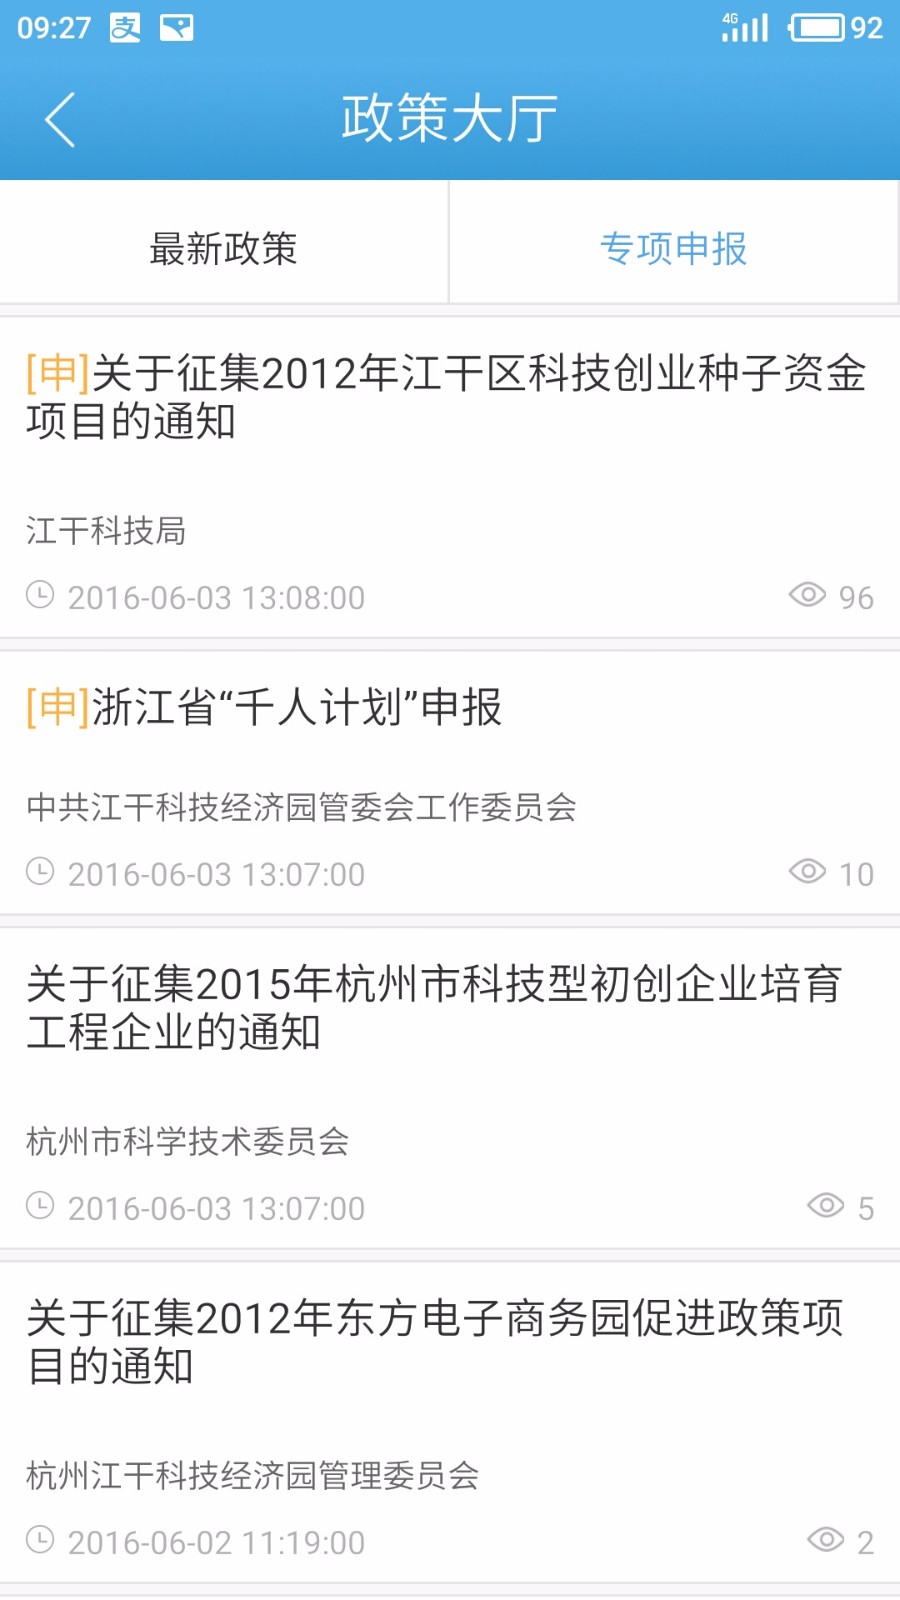 09:27 支 4G 92
政策大厅
最新政策 专项申报
[申]关于征集2012年江干区科技创业种子资金
项目的通知
江干科技局
2016-06-03 13:08:00 96
[申]浙江省“千人计划”申报
中共江干科技经济园管委会工作委员会
2016-06-03 13:07:00 10
关于征集2015年杭州市科技型初创企业培育
工程企业的通知
杭州市科学技术委员会
2016-06-03 13:07:00 5
关于征集2012年东方电子商务园促进政策项
目的通知
杭州江干科技经济园管理委员会
2016-06-02 11:19:00 2